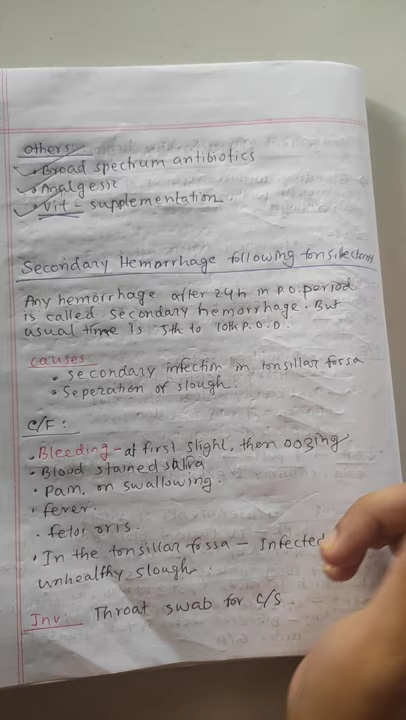 Others:
• Broad spectrum antibiotics
• Analgesic
• Vit - supplementation.
Secondary Hemorrhage following tonsillectomy
Any hemorrhage after 24h in P.O. period
is called secondary hemorrhage. But
usual time is 5th to 10th P.O.D.
causes
• secondary infection in tonsillar fossa
• Seperation of slough.
C/F:
• Bleeding - at first slight, then oozing
• Blood stained saliva
• Pain on swallowing.
• fever.
• fetor oris.
• In the tonsillar fossa - Infected
unhealthy slough.
Inv: Throat swab for C/S.